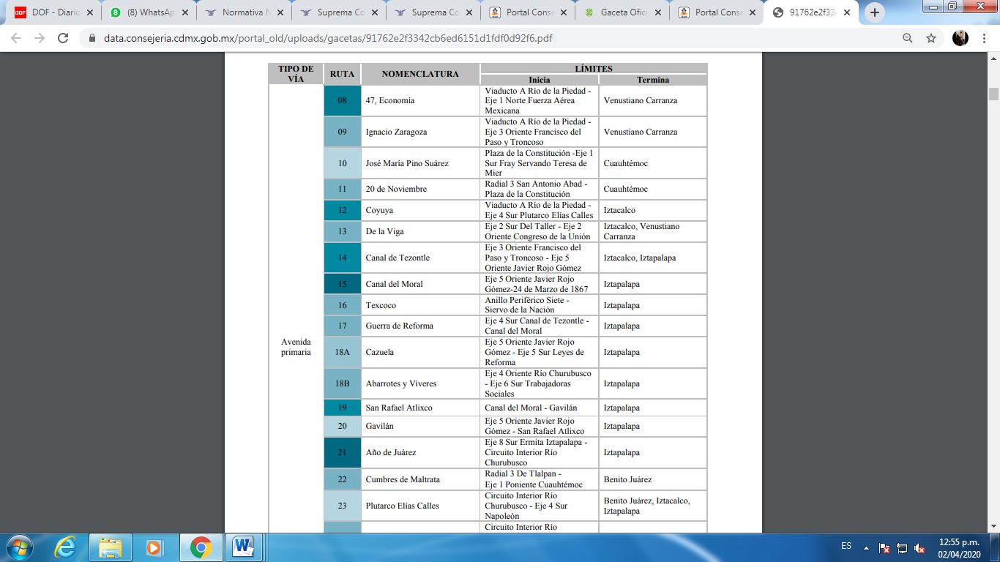 DOF - Diario
(8) WhatsAp
Normativa N
Suprema Co
Suprema Co
Portal Conse
Gaceta Ofici
Portal Conse
91762e2f334
data.consejeria.cdmx.gob.mx/portal_old/uploads/gacetas/91762e2f3342cb6ed6151d1fdf0d92f6.pdf
TIPO DE
VÍA
RUTA
NOMENCLATURA
LÍMITES
Inicia
Termina
Avenida
primaria
08
47, Economía
Viaducto A Río de la Piedad -
Eje 1 Norte Fuerza Aérea
Mexicana
Venustiano Carranza
09
Ignacio Zaragoza
Viaducto A Río de la Piedad -
Eje 3 Oriente Francisco del
Paso y Troncoso
Venustiano Carranza
10
José María Pino Suárez
Plaza de la Constitución -Eje 1
Sur Fray Servando Teresa de
Mier
Cuauhtémoc
11
20 de Noviembre
Radial 3 San Antonio Abad -
Plaza de la Constitución
Cuauhtémoc
12
Coyuya
Viaducto A Río de la Piedad -
Eje 4 Sur Plutarco Elías Calles
Iztacalco
13
De la Viga
Eje 2 Sur Del Taller - Eje 2
Oriente Congreso de la Unión
Iztacalco, Venustiano
Carranza
14
Canal de Tezontle
Eje 3 Oriente Francisco del
Paso y Troncoso - Eje 5
Oriente Javier Rojo Gómez
Iztacalco, Iztapalapa
15
Canal del Moral
Eje 5 Oriente Javier Rojo
Gómez-24 de Marzo de 1867
Iztapalapa
16
Texcoco
Anillo Periférico Siete -
Siervo de la Nación
Iztapalapa
17
Guerra de Reforma
Eje 4 Sur Canal de Tezontle -
Canal del Moral
Iztapalapa
18A
Cazuela
Eje 5 Oriente Javier Rojo
Gómez - Eje 5 Sur Leyes de
Reforma
Iztapalapa
18B
Abarrotes y Víveres
Eje 4 Oriente Río Churubusco
- Eje 6 Sur Trabajadoras
Sociales
Iztapalapa
19
San Rafael Atlixco
Canal del Moral - Gavilán
Iztapalapa
20
Gavilán
Eje 5 Oriente Javier Rojo
Gómez - San Rafael Atlixco
Iztapalapa
21
Año de Juárez
Eje 8 Sur Ermita Iztapalapa -
Circuito Interior Río
Churubusco
Iztapalapa
22
Cumbres de Maltrata
Radial 3 De Tlalpan -
Eje 1 Poniente Cuauhtémoc
Benito Juárez
23
Plutarco Elías Calles
Circuito Interior Río
Churubusco - Eje 4 Sur
Napoleón
Benito Juárez, Iztacalco,
Iztapalapa
Circuito Interior Río
ES
12:55 p.m.
02/04/2020